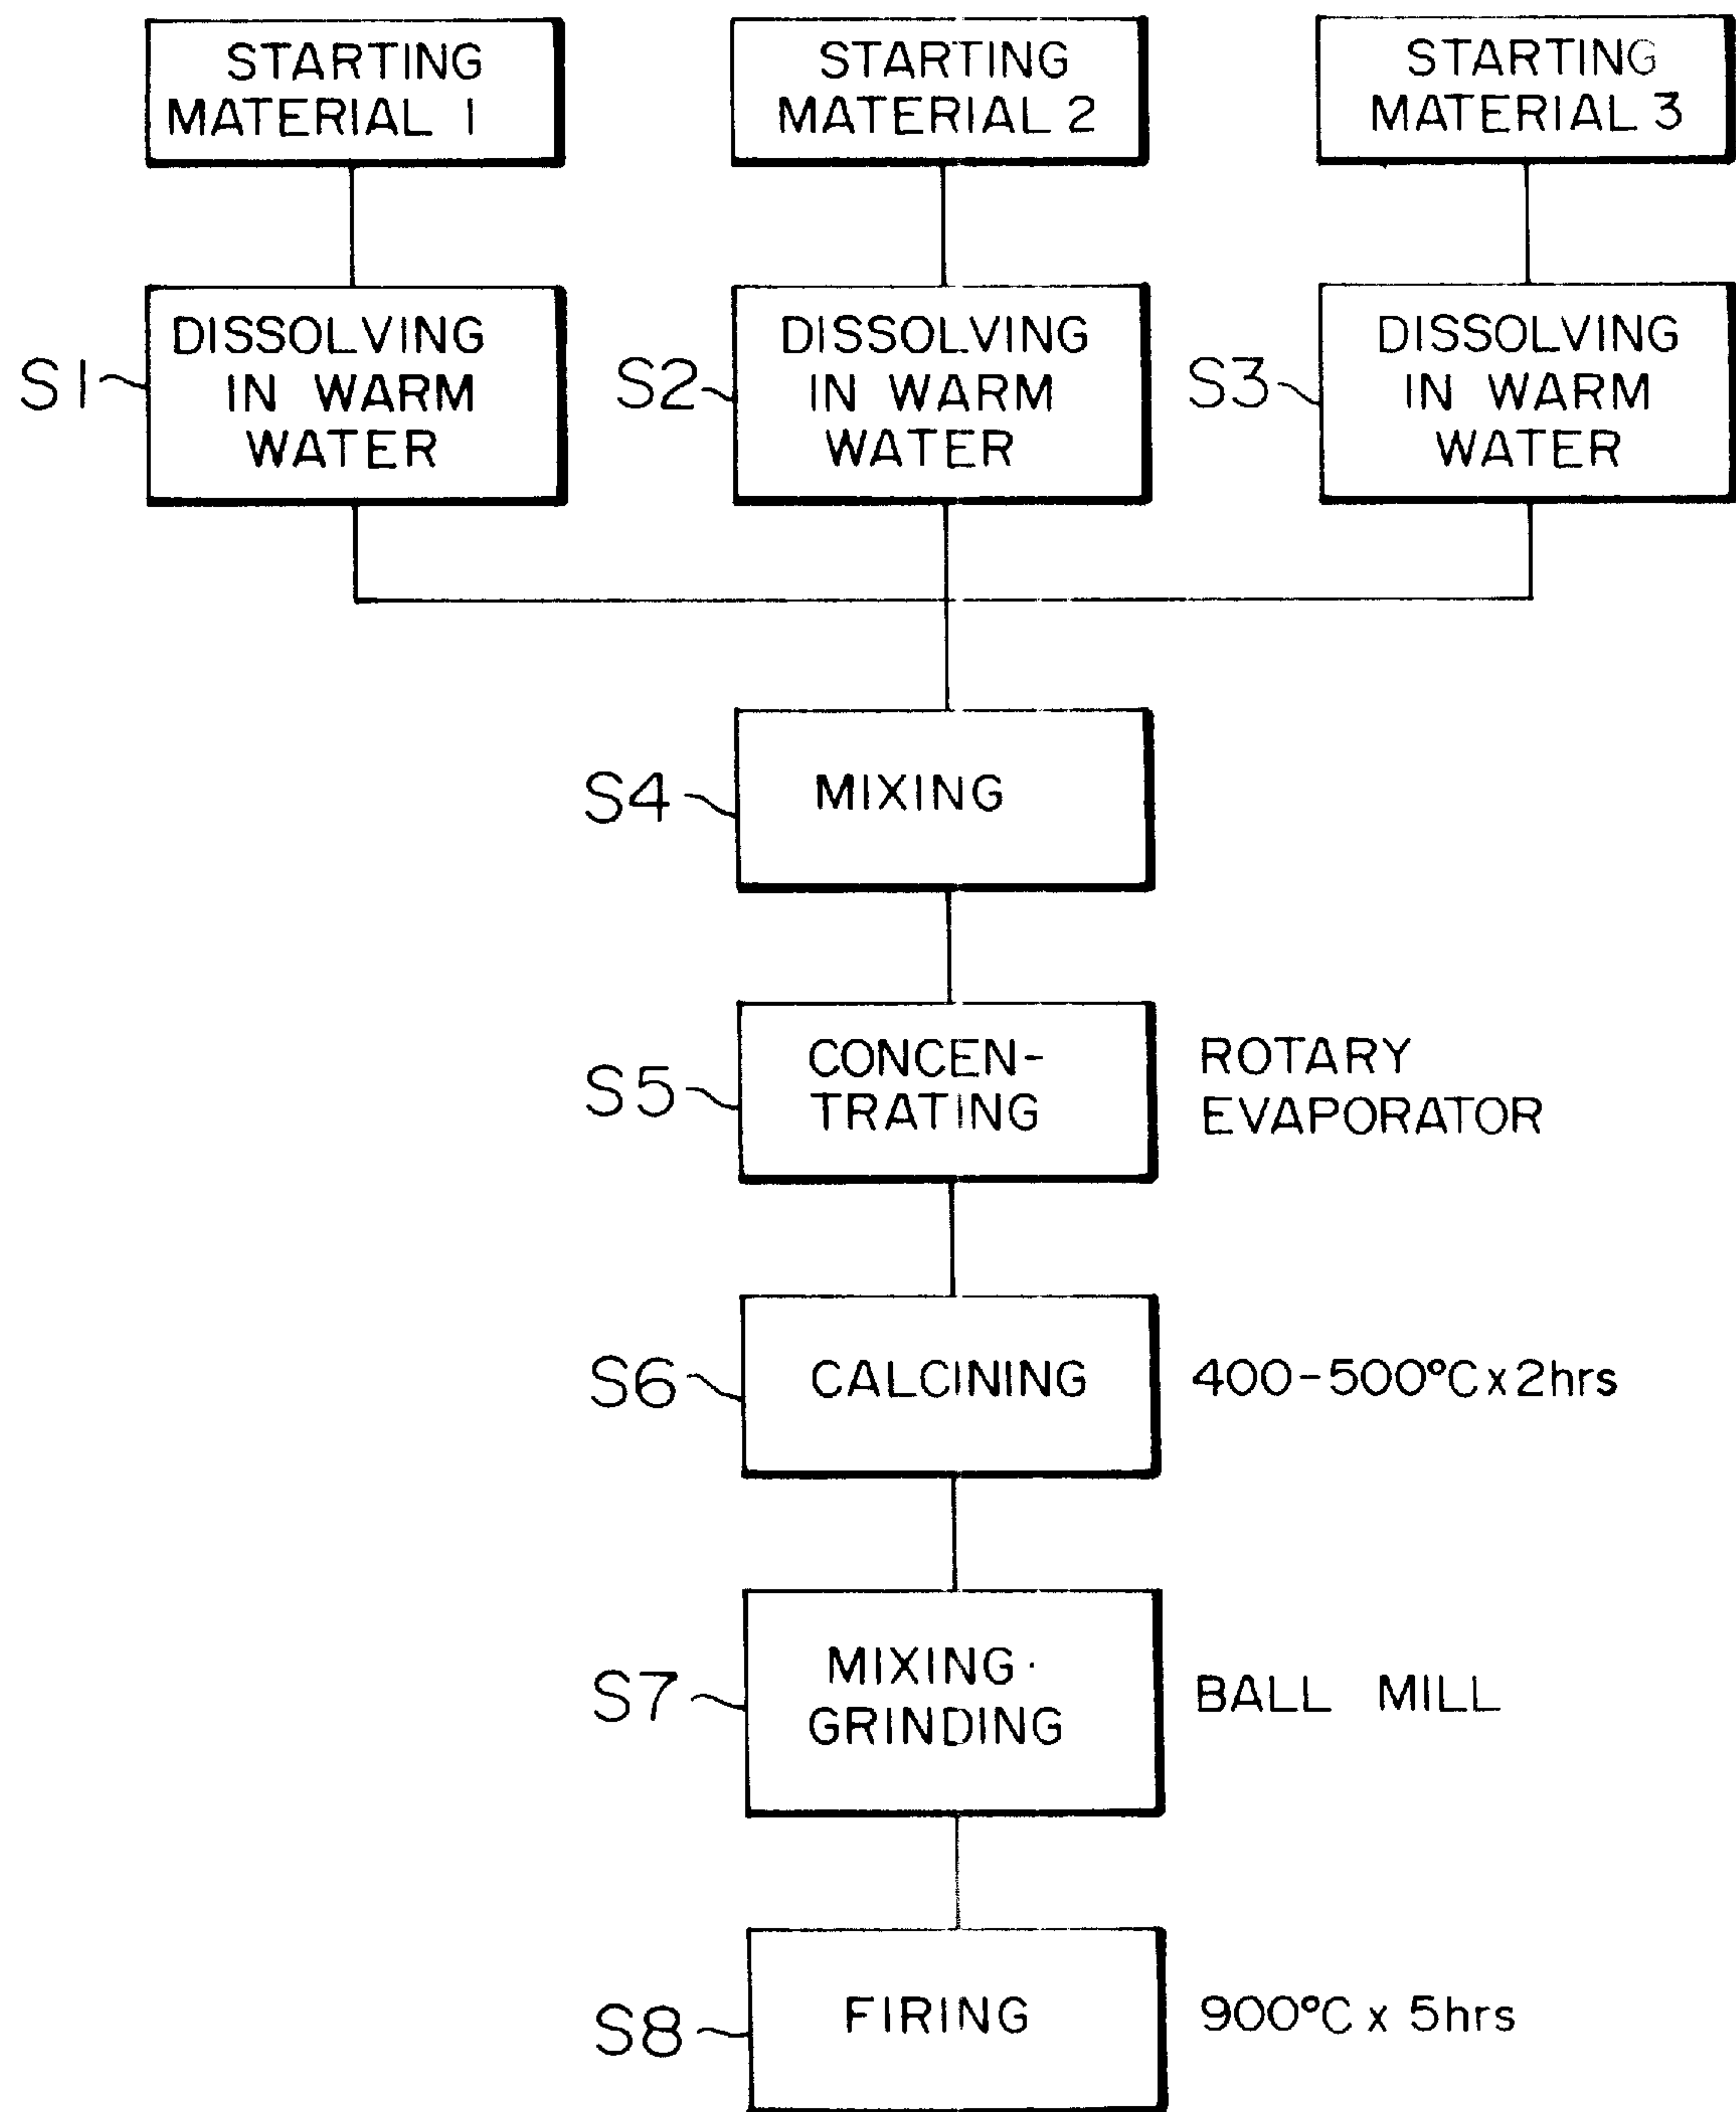 STARTING
MATERIAL 1
STARTING
MATERIAL 2
STARTING
MATERIAL 3
S1
DISSOLVING
IN WARM
WATER
S2
DISSOLVING
IN WARM
WATER
S3
DISSOLVING
IN WARM
WATER
S4
MIXING
S5
CONCEN-
TRATING
ROTARY
EVAPORATOR
S6
CALCINING
400-500°C x 2hrs
S7
MIXING·
GRINDING
BALL MILL
S8
FIRING
900°C x 5hrs